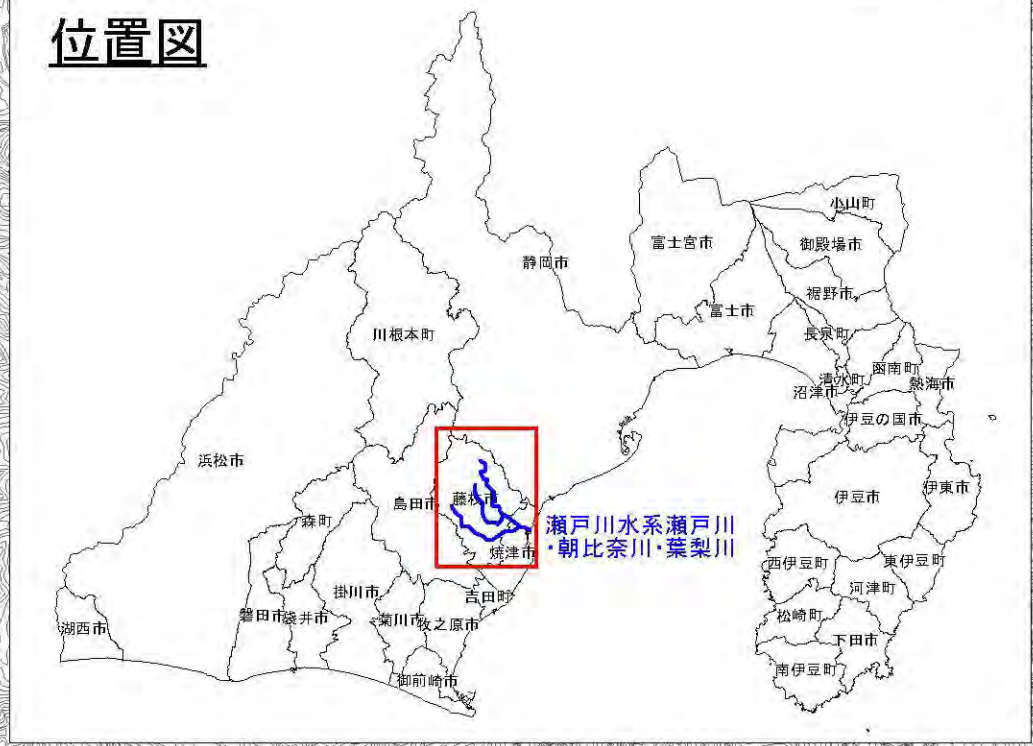 位置図
小山町
富士宮市
御殿場市
静岡市
裾野市
富士市
長泉町
川根本町
函南町
清水町
熱海市
沼津市
伊豆の国市
浜松市
伊豆市
伊東市
藤枝市
島田市
森町
瀬戸川水系瀬戸川
・朝比奈川・葉梨川
焼津市
西伊豆町
東伊豆町
掛川市
河津町
吉田町
磐田市
袋井市
菊川市
牧之原市
松崎町
湖西市
下田市
南伊豆町
御前崎市